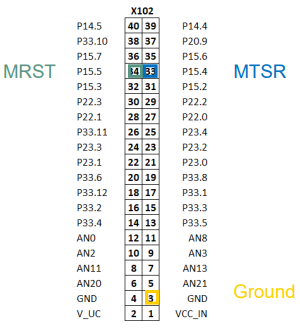 X102
P14.5 40 39 P14.4
P33.10 38 37 P20.9
P15.7 36 35 P15.6
MRST P15.5 34 33 P15.4 MTSR
P15.3 32 31 P15.2
P22.3 30 29 P22.2
P22.1 28 27 P22.0
P33.11 26 25 P23.4
P23.3 24 23 P23.2
P23.1 22 21 P23.0
P33.6 20 19 P33.8
P33.12 18 17 P33.1
P33.2 16 15 P33.3
P33.4 14 13 P33.5
AN0 12 11 AN8
AN2 10 9 AN3
AN11 8 7 AN13
AN20 6 5 AN21
GND 4 3 GND Ground
V_UC 2 1 VCC_IN